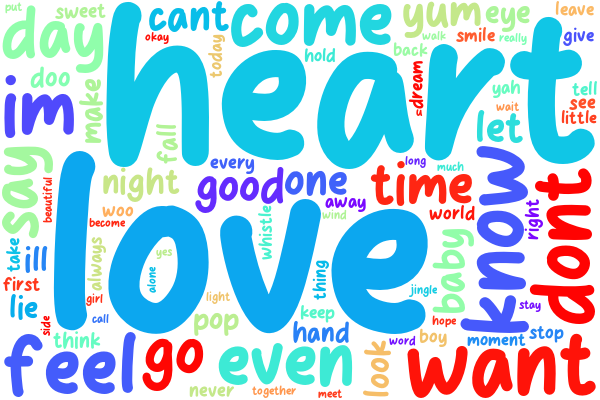 put
sweet
day
doo
im
make
cant
okay
today
come
hold
yum
eye
back
walk
smile
really
leave
give
heart
dream
s
yah
wait
tell
see
little
let
fall
say
beautiful
night
woo
become
every
good
one
away
wind
long
much
time
world
know
right
dont
love
take
ill
first
lie
girl
side
always
call
alone
yes
whistle
thing
light
pop
keep
hand
jingle
baby
hope
stay
boy
word
moment
stop
think
feel
go
never
even
together
meet
look
want